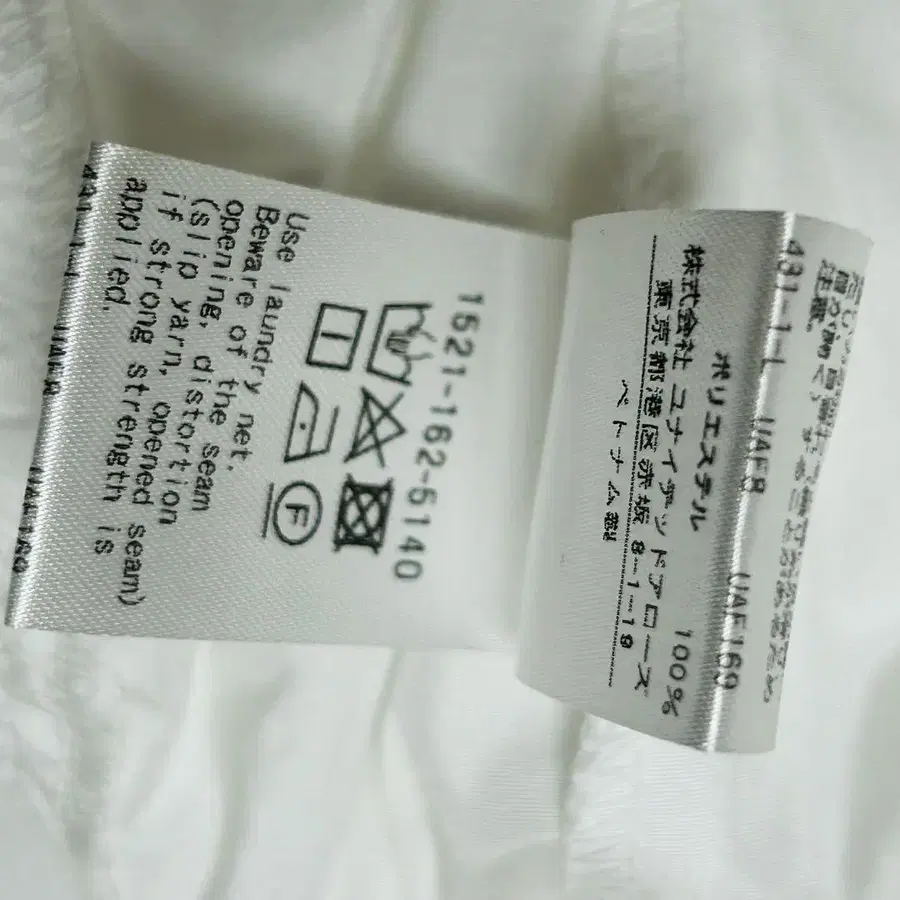 1521-162-5140
F
Use laundry net.
Beware of the seam
opening, distortion
(slip yarn, opened seam)
if strong strength is
applied.
431-1-L UAF8 UAF169
ポリエステル 100%
株式会社 ユナイテッドアローズ
東京都港区赤坂 8-1-19
ベトナム製